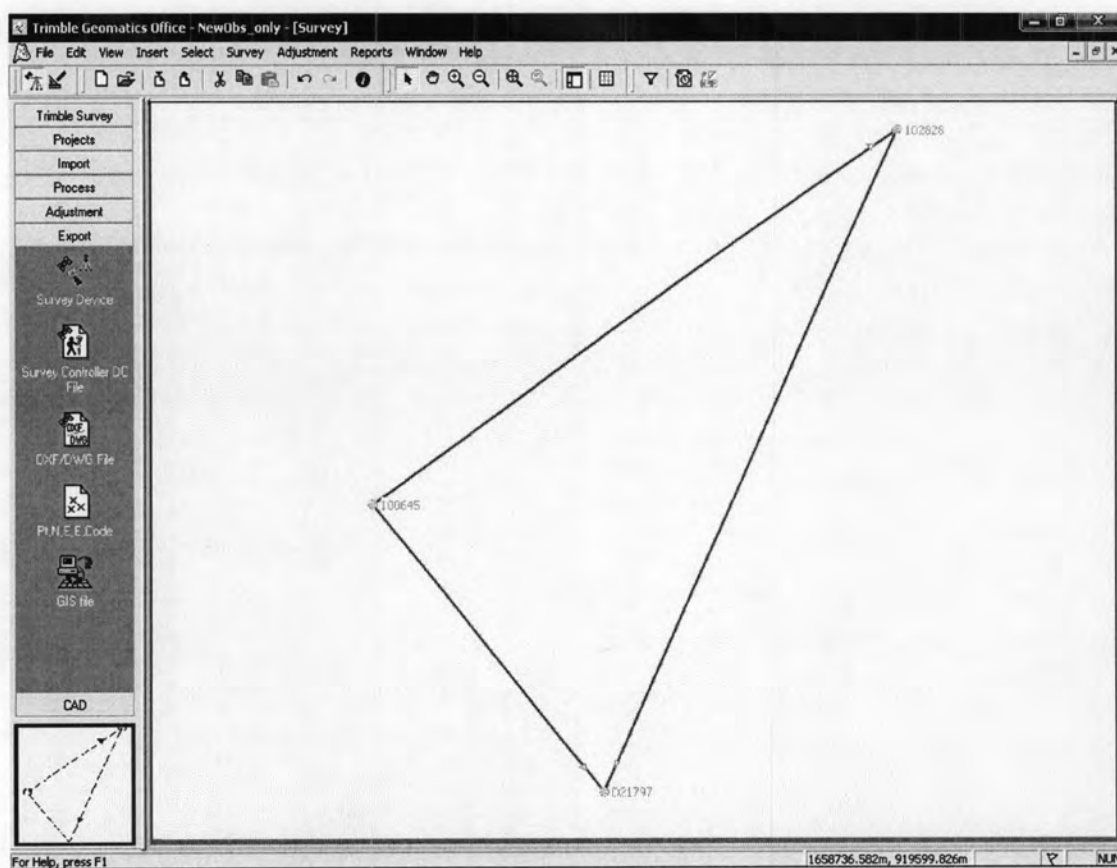 Trimble Geomatics Office - NewObs_only - [Survey]
File Edit View Insert Select Survey Adjustment Reports Window Help
Trimble Survey
Projects
Import
Process
Adjustment
Export
Survey Device
Survey Controller DC
File
DXF/DWG File
Pt,N,E,E,Code
GIS file
CAD
102828
100645
D21797
For Help, press F1
1658736.582m, 919599.826m